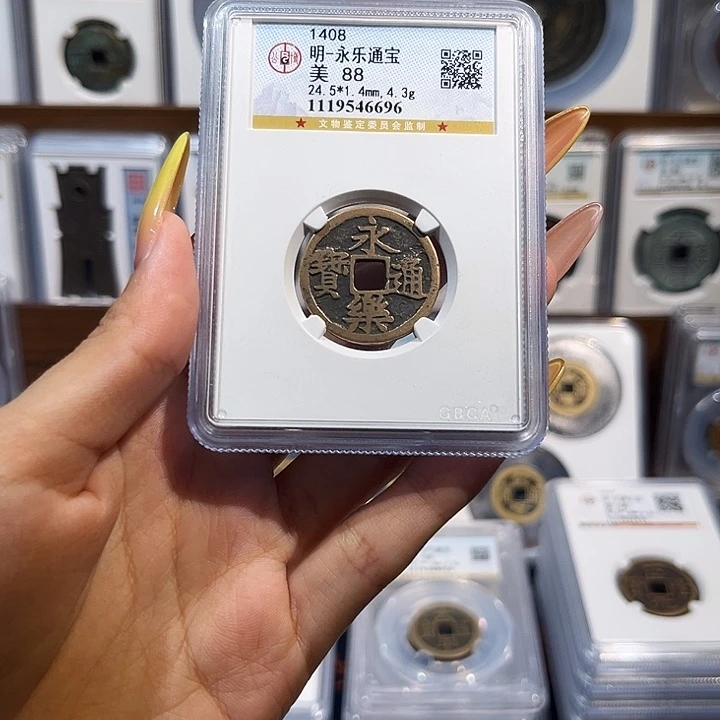 1408
明-永乐通宝
美 88
24.5*1.4mm,4.3g
1119546696
★ 文物鉴定委员会监制 ★
永
寶 通
樂
GBCA